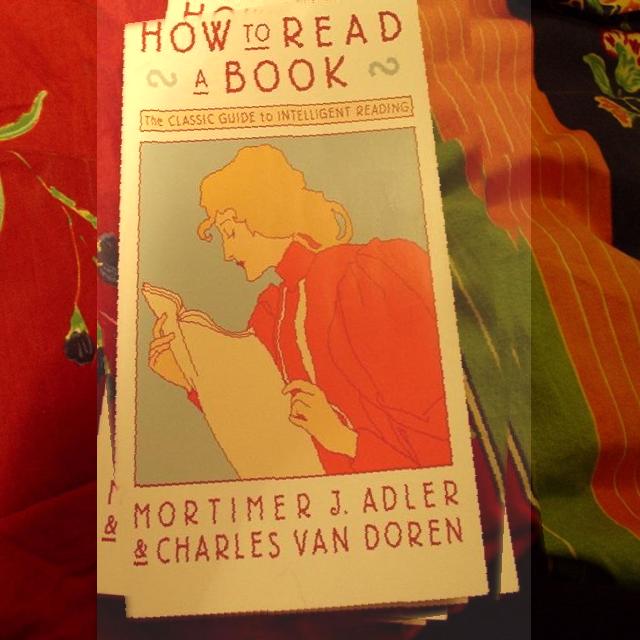 HOW TO READ
A BOOK
The CLASSIC GUIDE to INTELLIGENT READING
MORTIMER J. ADLER
& CHARLES VAN DOREN
&